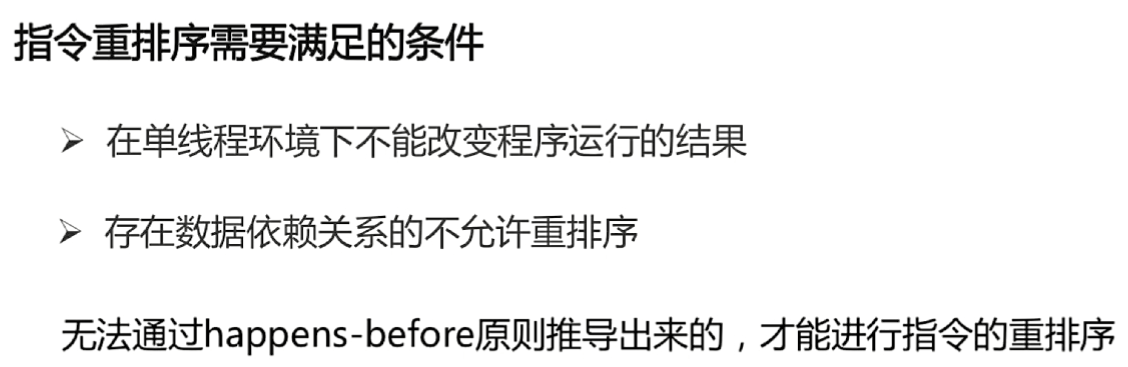 指令重排序需要满足的条件
➢ 在单线程环境下不能改变程序运行的结果
➢ 存在数据依赖关系的不允许重排序
无法通过happens-before原则推导出来的，才能进行指令的重排序